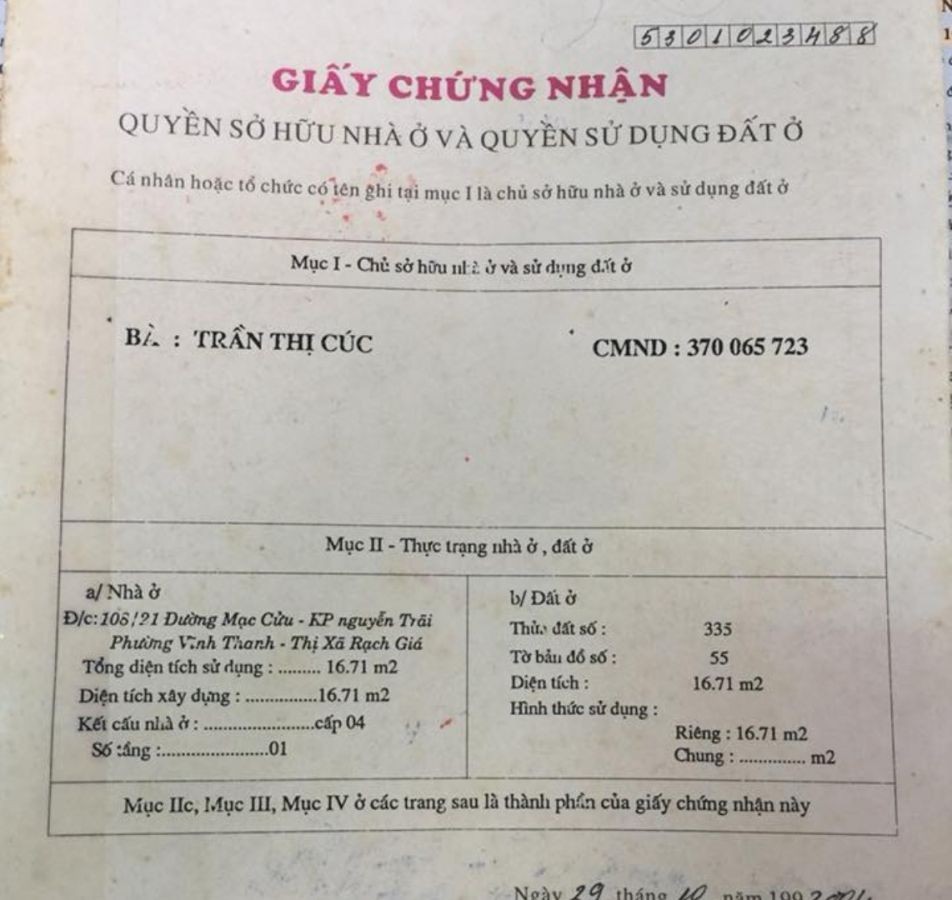 5301023488
GIẤY CHỨNG NHẬN
QUYỀN SỞ HỮU NHÀ Ở VÀ QUYỀN SỬ DỤNG ĐẤT Ở
Cá nhân hoặc tổ chức có tên ghi tại mục I là chủ sở hữu nhà ở và sử dụng đất ở
Mục I - Chủ sở hữu nhà ở và sử dụng đất ở
BÀ : TRẦN THỊ CÚC CMND : 370 065 723
Mục II - Thực trạng nhà ở , đất ở
a/ Nhà ở
Đ/c: 106/21 Đường Mạc Cửu - KP nguyễn Trãi
Phường Vĩnh Thanh - Thị Xã Rạch Giá
Tổng diện tích sử dụng : ......... 16.71 m2
Diện tích xây dựng : ...............16.71 m2
Kết cấu nhà ở : .......................cấp 04
Số tầng :.......................01
b/ Đất ở
Thửa đất số : 335
Tờ bản đồ số : 55
Diện tích : 16.71 m2
Hình thức sử dụng :
Riêng : 16.71 m2
Chung : .............. m2
Mục IIc, Mục III, Mục IV ở các trang sau là thành phần của giấy chứng nhận này
Ngày 29 tháng 10 năm